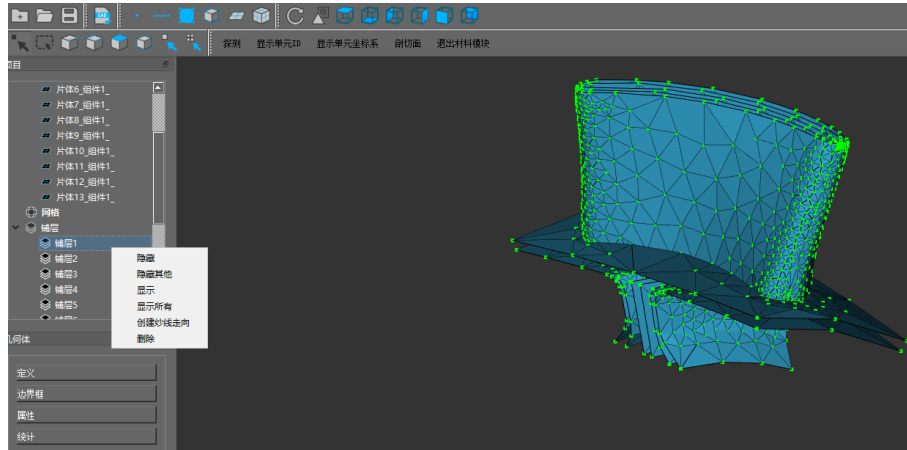 探测 显示单元ID 显示单元坐标系 剖切面 退出材料模块
项目
片体6_组件1_
片体7_组件1_
片体8_组件1_
片体9_组件1_
片体10_组件1_
片体11_组件1_
片体12_组件1_
片体13_组件1_
网格
铺层
铺层1
铺层2
铺层3
铺层4
铺层5
隐藏
隐藏其他
显示
显示所有
创建纱线走向
删除
几何体
定义
边界框
属性
统计